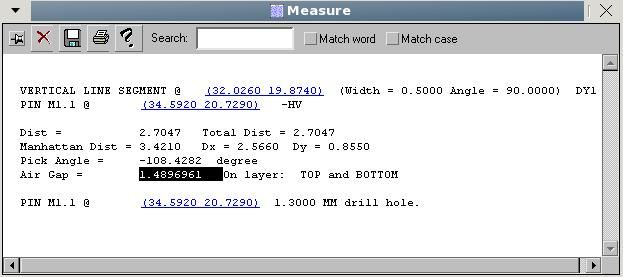 Measure
Search: Match word Match case
VERTICAL LINE SEGMENT @ (32.0260 19.8740) (Width = 0.5000 Angle = 90.0000) DY1
PIN M1.1 @ (34.5920 20.7290) -HV
Dist = 2.7047 Total Dist = 2.7047
Manhattan Dist = 3.4210 Dx = 2.5660 Dy = 0.8550
Pick Angle = -108.4282 degree
Air Gap = 1.4896961 On layer: TOP and BOTTOM
PIN M1.1 @ (34.5920 20.7290) 1.3000 MM drill hole.